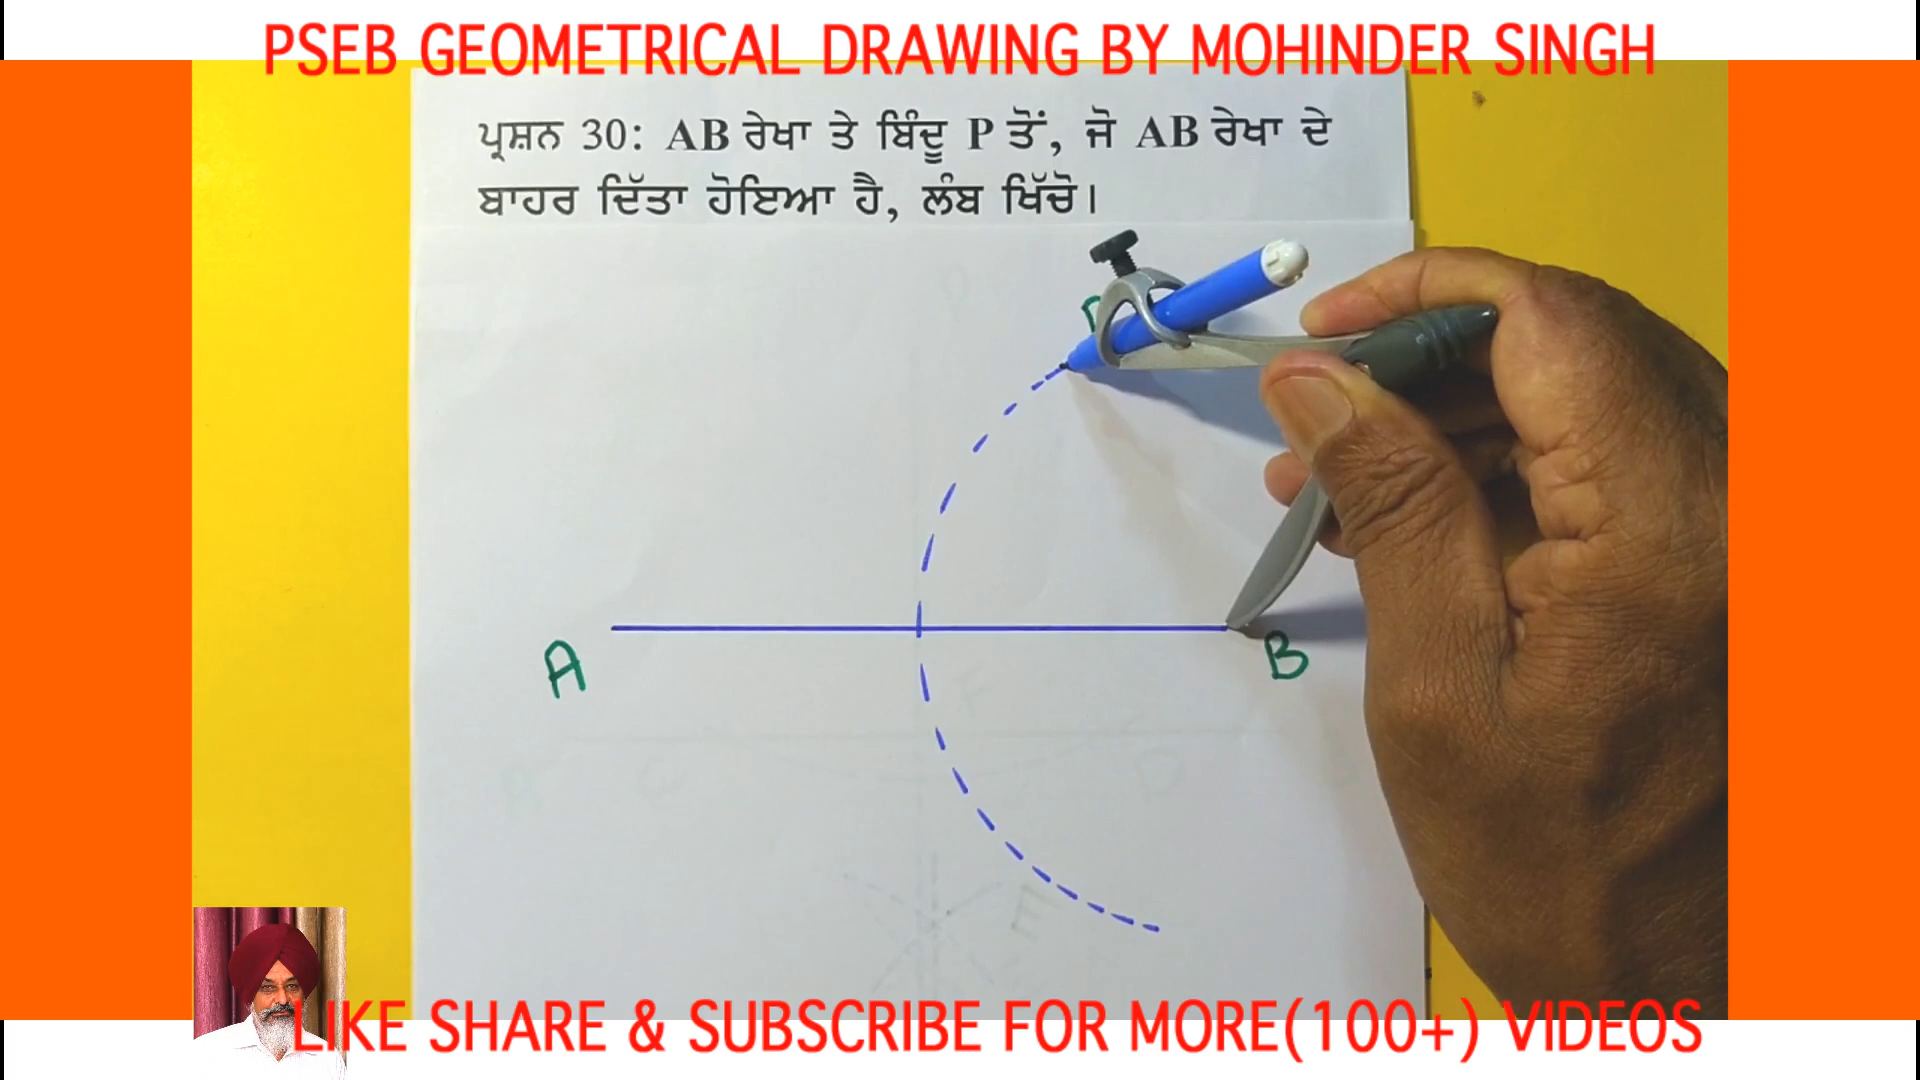 PSEB GEOMETRICAL DRAWING BY MOHINDER SINGH
ਪ੍ਰਸ਼ਨ 30: AB ਰੇਖਾ ਤੇ ਬਿੰਦੂ P ਤੋਂ, ਜੋ AB ਰੇਖਾ ਦੇ
ਬਾਹਰ ਦਿੱਤਾ ਹੋਇਆ ਹੈ, ਲੰਬ ਖਿੱਚੋ।
A
B
F
E
D
E
LIKE SHARE & SUBSCRIBE FOR MORE(100+) VIDEOS